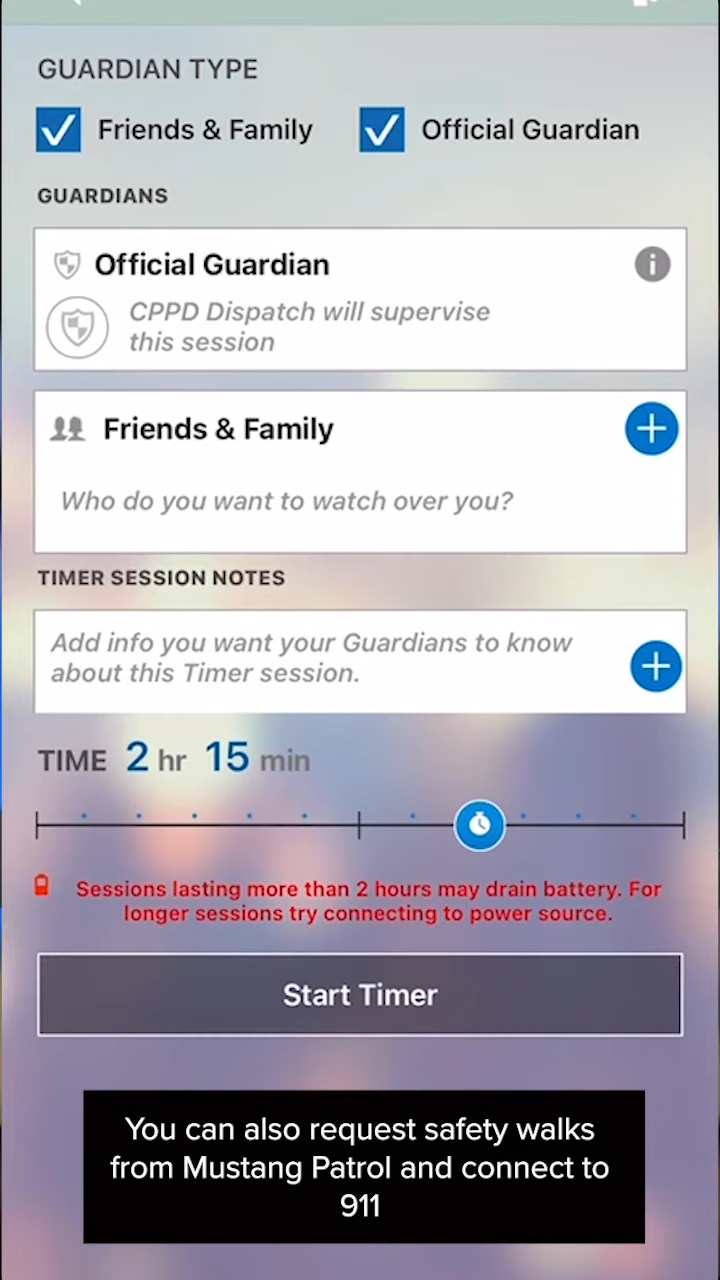 GUARDIAN TYPE
Friends & Family
Official Guardian
GUARDIANS
Official Guardian
CPPD Dispatch will supervise
this session
Friends & Family
Who do you want to watch over you?
TIMER SESSION NOTES
Add info you want your Guardians to know
about this Timer session.
TIME 2 hr 15 min
Sessions lasting more than 2 hours may drain battery. For
longer sessions try connecting to power source.
Start Timer
You can also request safety walks
from Mustang Patrol and connect to
911